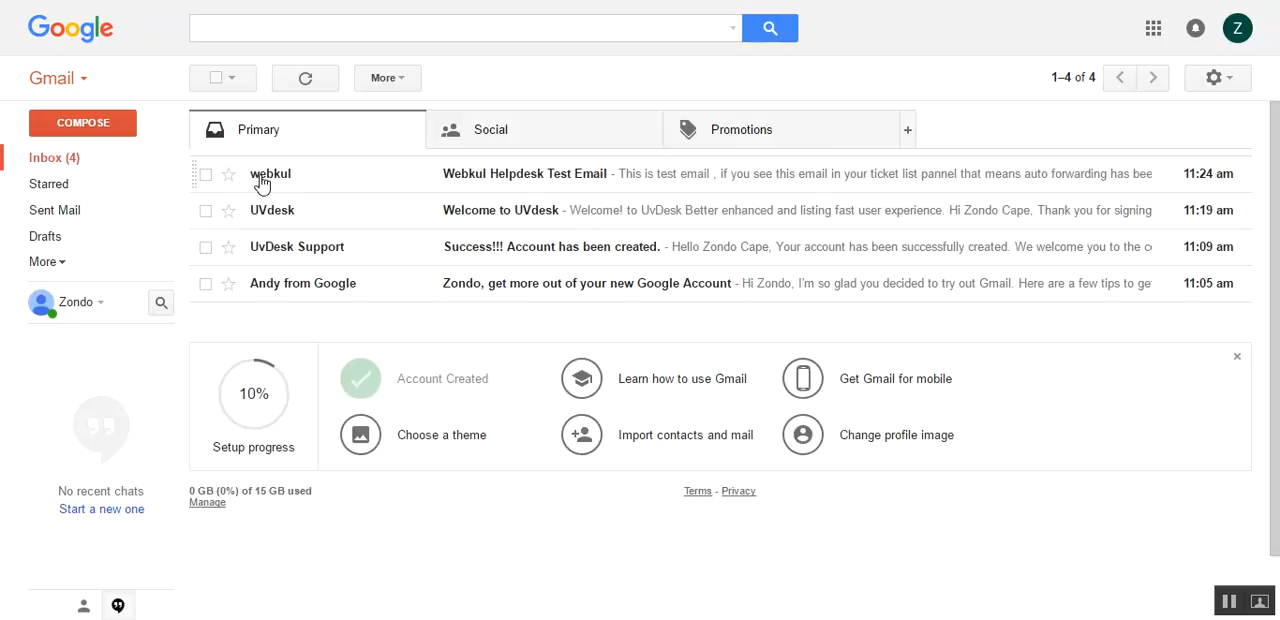 Google
Z
Gmail
More
1–4 of 4
COMPOSE
Primary
Social
Promotions
+
Inbox (4)
Starred
Sent Mail
Drafts
More
webkul
Webkul Helpdesk Test Email - This is test email , if you see this email in your ticket list pannel that means auto forwarding has bee
11:24 am
UVdesk
Welcome to UVdesk - Welcome! to UvDesk Better enhanced and listing fast user experience. Hi Zondo Cape, Thank you for signing
11:19 am
UvDesk Support
Success!!! Account has been created. - Hello Zondo Cape, Your account has been successfully created. We welcome you to the c
11:09 am
Andy from Google
Zondo, get more out of your new Google Account - Hi Zondo, I'm so glad you decided to try out Gmail. Here are a few tips to ge
11:05 am
Zondo
10%
Setup progress
Account Created
Learn how to use Gmail
Get Gmail for mobile
Choose a theme
Import contacts and mail
Change profile image
×
No recent chats
Start a new one
0 GB (0%) of 15 GB used
Manage
Terms - Privacy